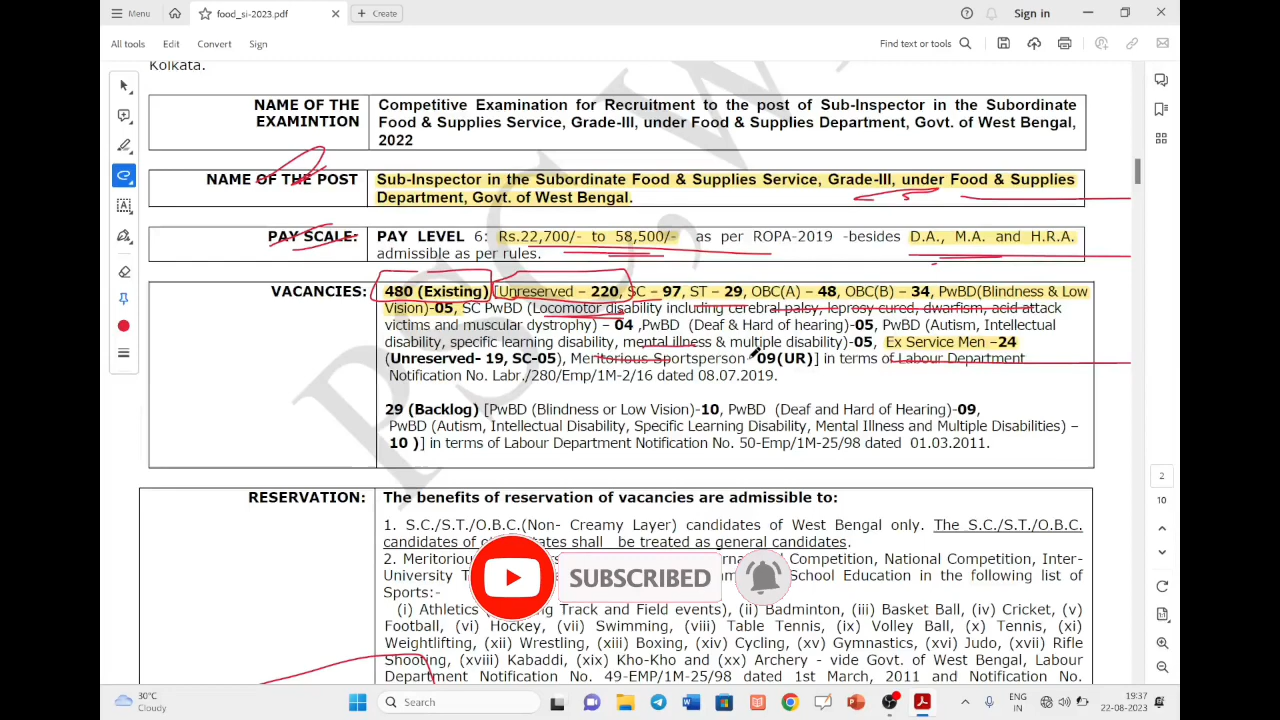 Menu
food_si-2023.pdf
Create
Sign in
All tools
Edit
Convert
Sign
Find text or tools
Kolkata.
NAME OF THE EXAMINTION
Competitive Examination for Recruitment to the post of Sub-Inspector in the Subordinate
Food & Supplies Service, Grade-III, under Food & Supplies Department, Govt. of West Bengal,
2022
NAME OF THE POST
Sub-Inspector in the Subordinate Food & Supplies Service, Grade-III, under Food & Supplies
Department, Govt. of West Bengal.
PAY SCALE:
PAY LEVEL 6: Rs.22,700/- to 58,500/- as per ROPA-2019 -besides D.A., M.A. and H.R.A.
admissible as per rules.
VACANCIES:
480 (Existing) [Unreserved – 220, SC – 97, ST – 29, OBC(A) – 48, OBC(B) – 34, PwBD(Blindness & Low
Vision)-05, SC PwBD (Locomotor disability including cerebral palsy, leprosy cured, dwarfism, acid attack
victims and muscular dystrophy) – 04 ,PwBD (Deaf & Hard of hearing)-05, PwBD (Autism, Intellectual
disability, specific learning disability, mental illness & multiple disability)-05, Ex Service Men –24
(Unreserved- 19, SC-05), Meritorious Sportsperson 09(UR)] in terms of Labour Department
Notification No. Labr./280/Emp/1M-2/16 dated 08.07.2019.
29 (Backlog) [PwBD (Blindness or Low Vision)-10, PwBD (Deaf and Hard of Hearing)-09,
PwBD (Autism, Intellectual Disability, Specific Learning Disability, Mental Illness and Multiple Disabilities) –
10 )] in terms of Labour Department Notification No. 50-Emp/1M-25/98 dated 01.03.2011.
RESERVATION:
The benefits of reservation of vacancies are admissible to:
1. S.C./S.T./O.B.C.(Non- Creamy Layer) candidates of West Bengal only. The S.C./S.T./O.B.C.
candidates of shall be treated as general candidates.
2. Competition, National Competition, Inter-
University School Education in the following list of
Sports:-
(i) Athletics Track and Field events), (ii) Badminton, (iii) Basket Ball, (iv) Cricket, (v)
Football, (vi) Hockey, (vii) Swimming, (viii) Table Tennis, (ix) Volley Ball, (x) Tennis, (xi)
Weightlifting, (xii) Wrestling, (xiii) Boxing, (xiv) Cycling, (xv) Gymnastics, (xvi) Judo, (xvii) Rifle
Shooting, (xviii) Kabaddi, (xix) Kho-Kho and (xx) Archery - vide Govt. of West Bengal, Labour
Department Notification No. 49-EMP/1M-25/98 dated 1st March, 2011 and Notification No.
SUBSCRIBED
2
10
30°C
Cloudy
Search
ENG
IN
19:37
22-08-2023